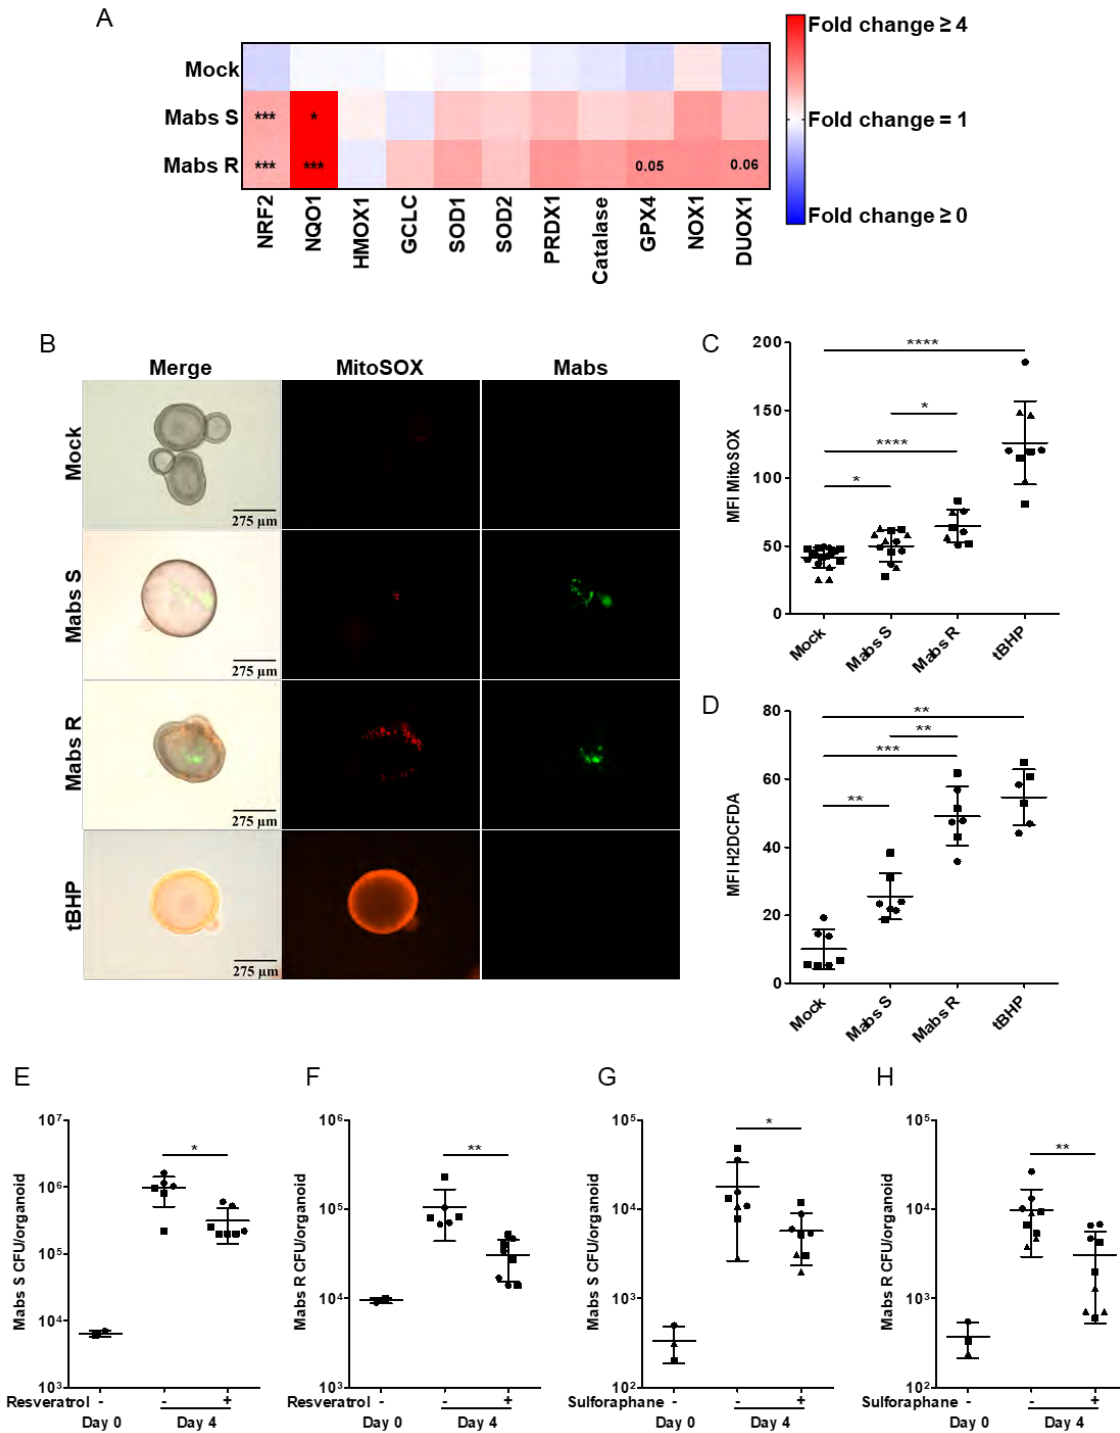 A
Fold change ≥ 4
Fold change = 1
Fold change ≥ 0
Mock
Mabs S *** *
Mabs R *** *** 0.05 0.06
NRF2 NQO1 HMOX1 GCLC SOD1 SOD2 PRDX1 Catalase GPX4 NOX1 DUOX1
B
Merge MitoSOX Mabs
Mock
275 µm
Mabs S
275 µm
Mabs R
275 µm
tBHP
275 µm
C
MFI MitoSOX
200
150
100
50
0
****
*
****
*
Mock Mabs S Mabs R tBHP
D
MFI H2DCFDA
80
60
40
20
0
**
**
***
**
Mock Mabs S Mabs R tBHP
E
Mabs S CFU/organoid
10⁷
10⁶
10⁵
10⁴
10³
*
Resveratrol - - +
Day 0 Day 4
F
Mabs R CFU/organoid
10⁶
10⁵
10⁴
10³
**
Resveratrol - - +
Day 0 Day 4
G
Mabs S CFU/organoid
10⁵
10⁴
10³
10²
*
Sulforaphane - - +
Day 0 Day 4
H
Mabs R CFU/organoid
10⁵
10⁴
10³
10²
**
Sulforaphane - - +
Day 0 Day 4